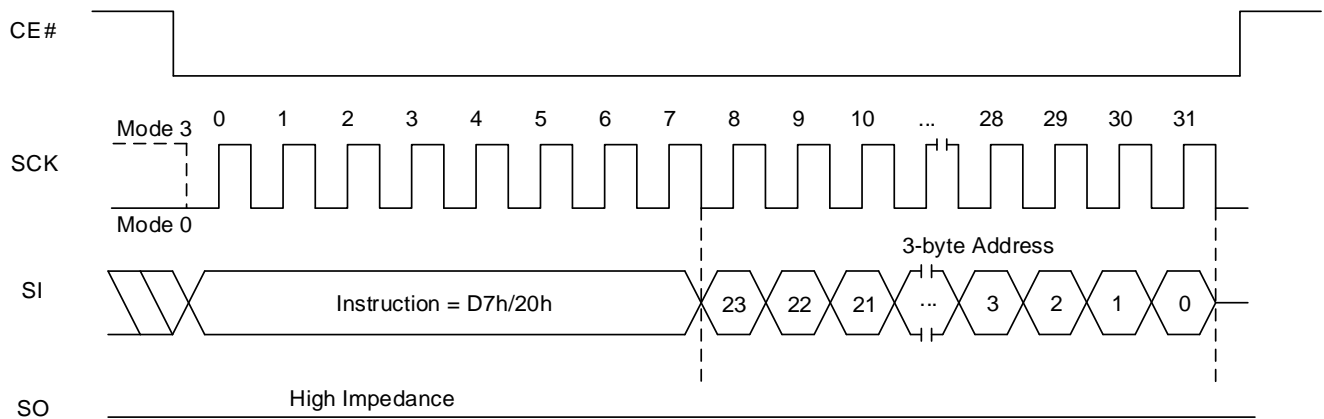 CE#
0 1 2 3 4 5 6 7 8 9 10 ... 28 29 30 31
Mode 3
SCK
Mode 0
3-byte Address
SI
Instruction = D7h/20h 23 22 21 ... 3 2 1 0
High Impedance
SO